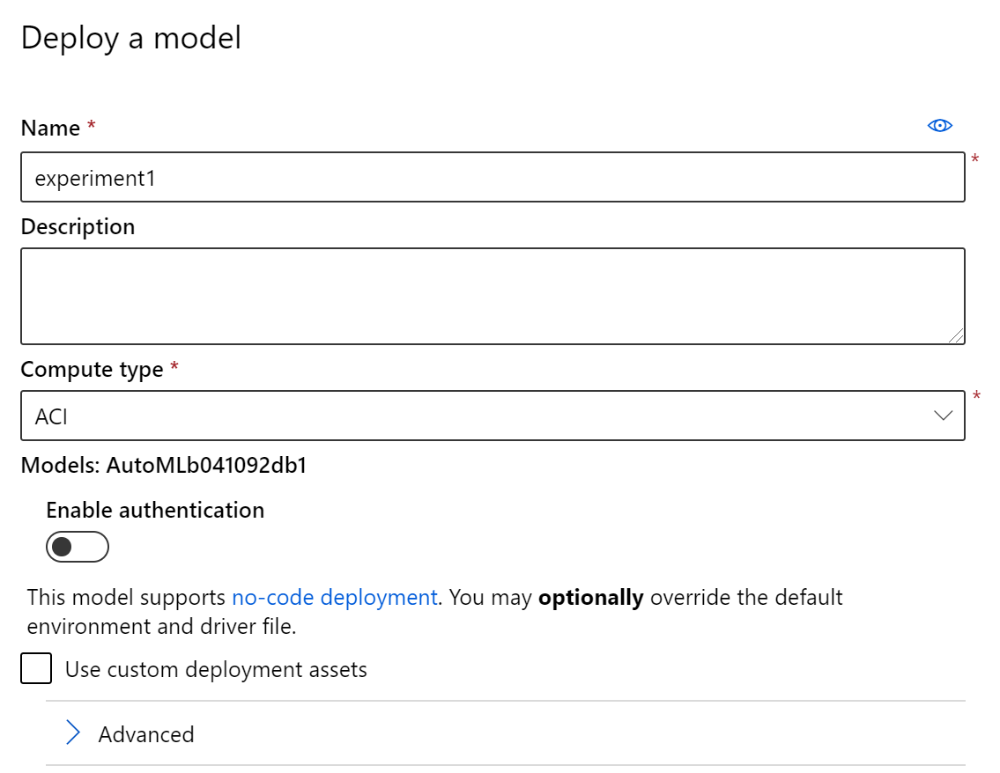 Deploy a model
Name *
experiment1
*
Description
Compute type *
ACI
*
Models: AutoMLb041092db1
Enable authentication
This model supports no-code deployment. You may optionally override the default
environment and driver file.
Use custom deployment assets
Advanced